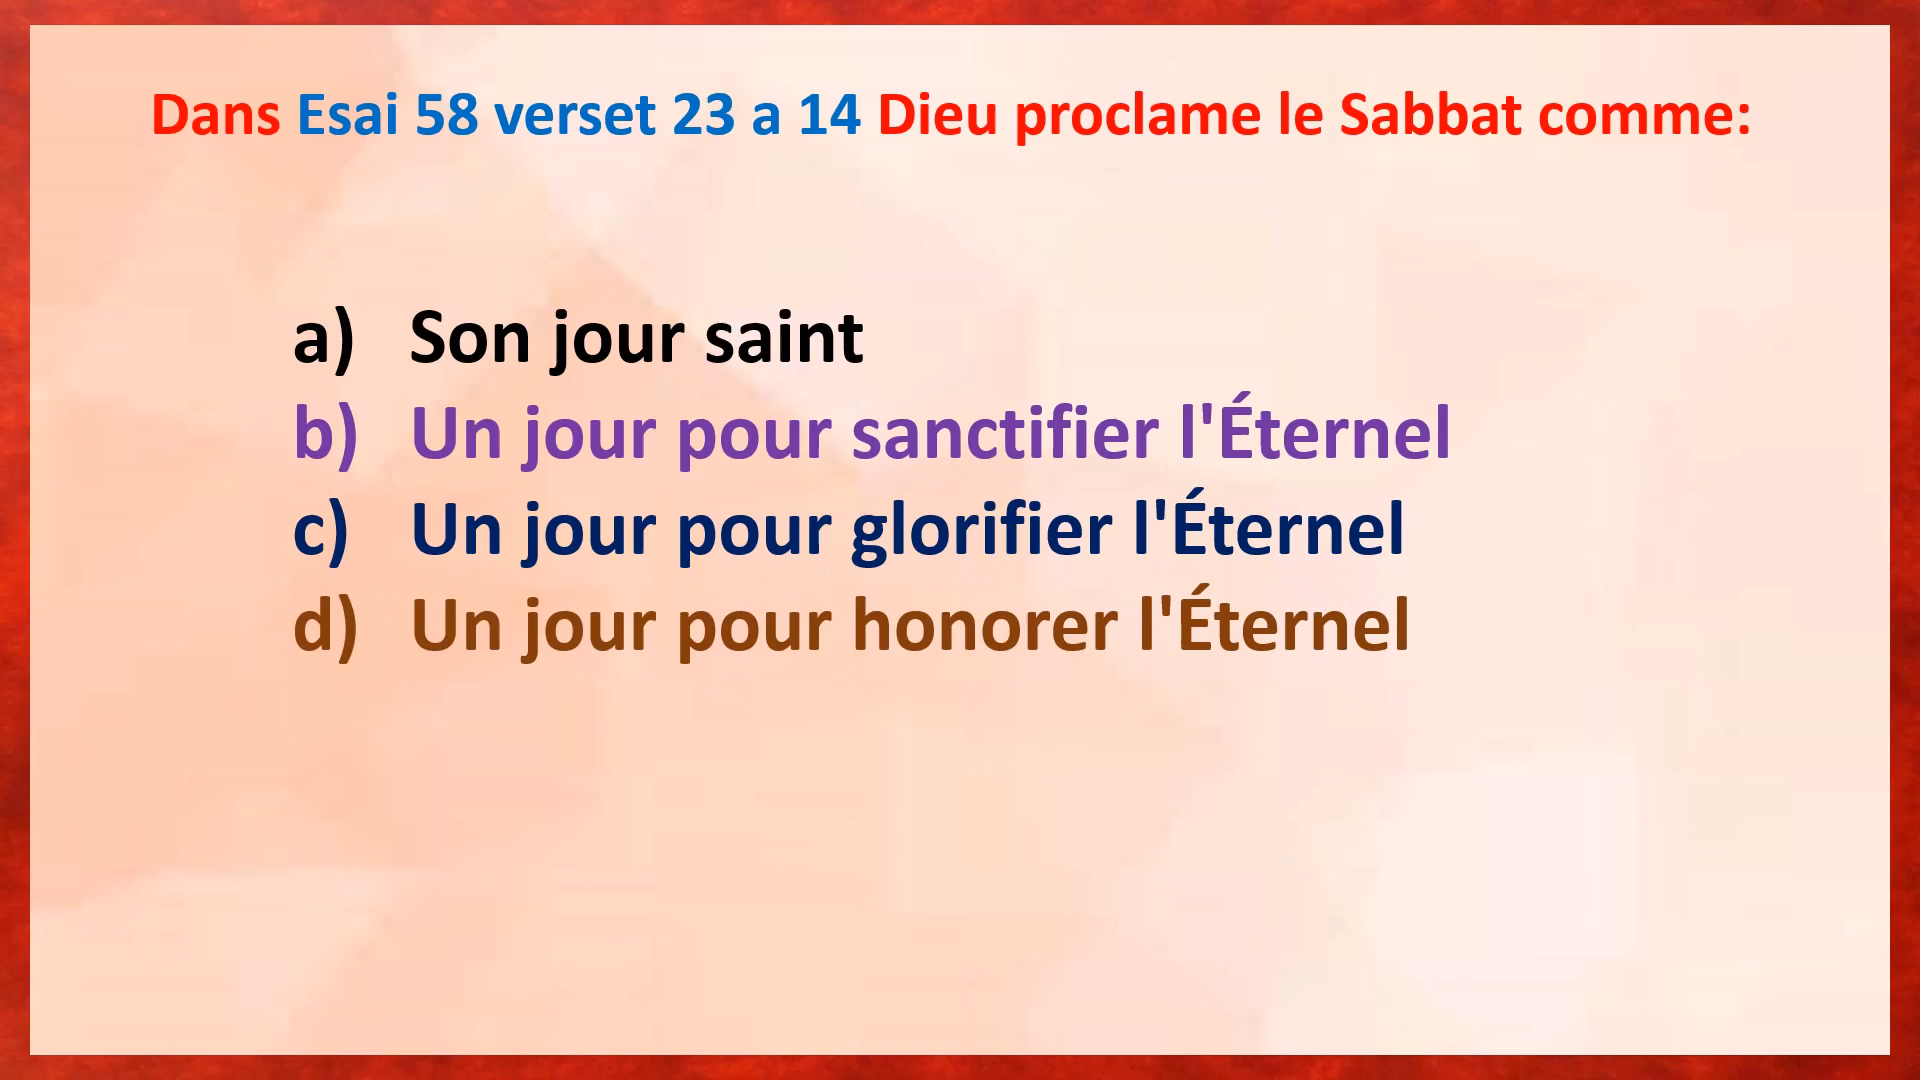 Dans Esai 58 verset 23 a 14 Dieu proclame le Sabbat comme:
a) Son jour saint
b) Un jour pour sanctifier l'Éternel
c) Un jour pour glorifier l'Éternel
d) Un jour pour honorer l'Éternel